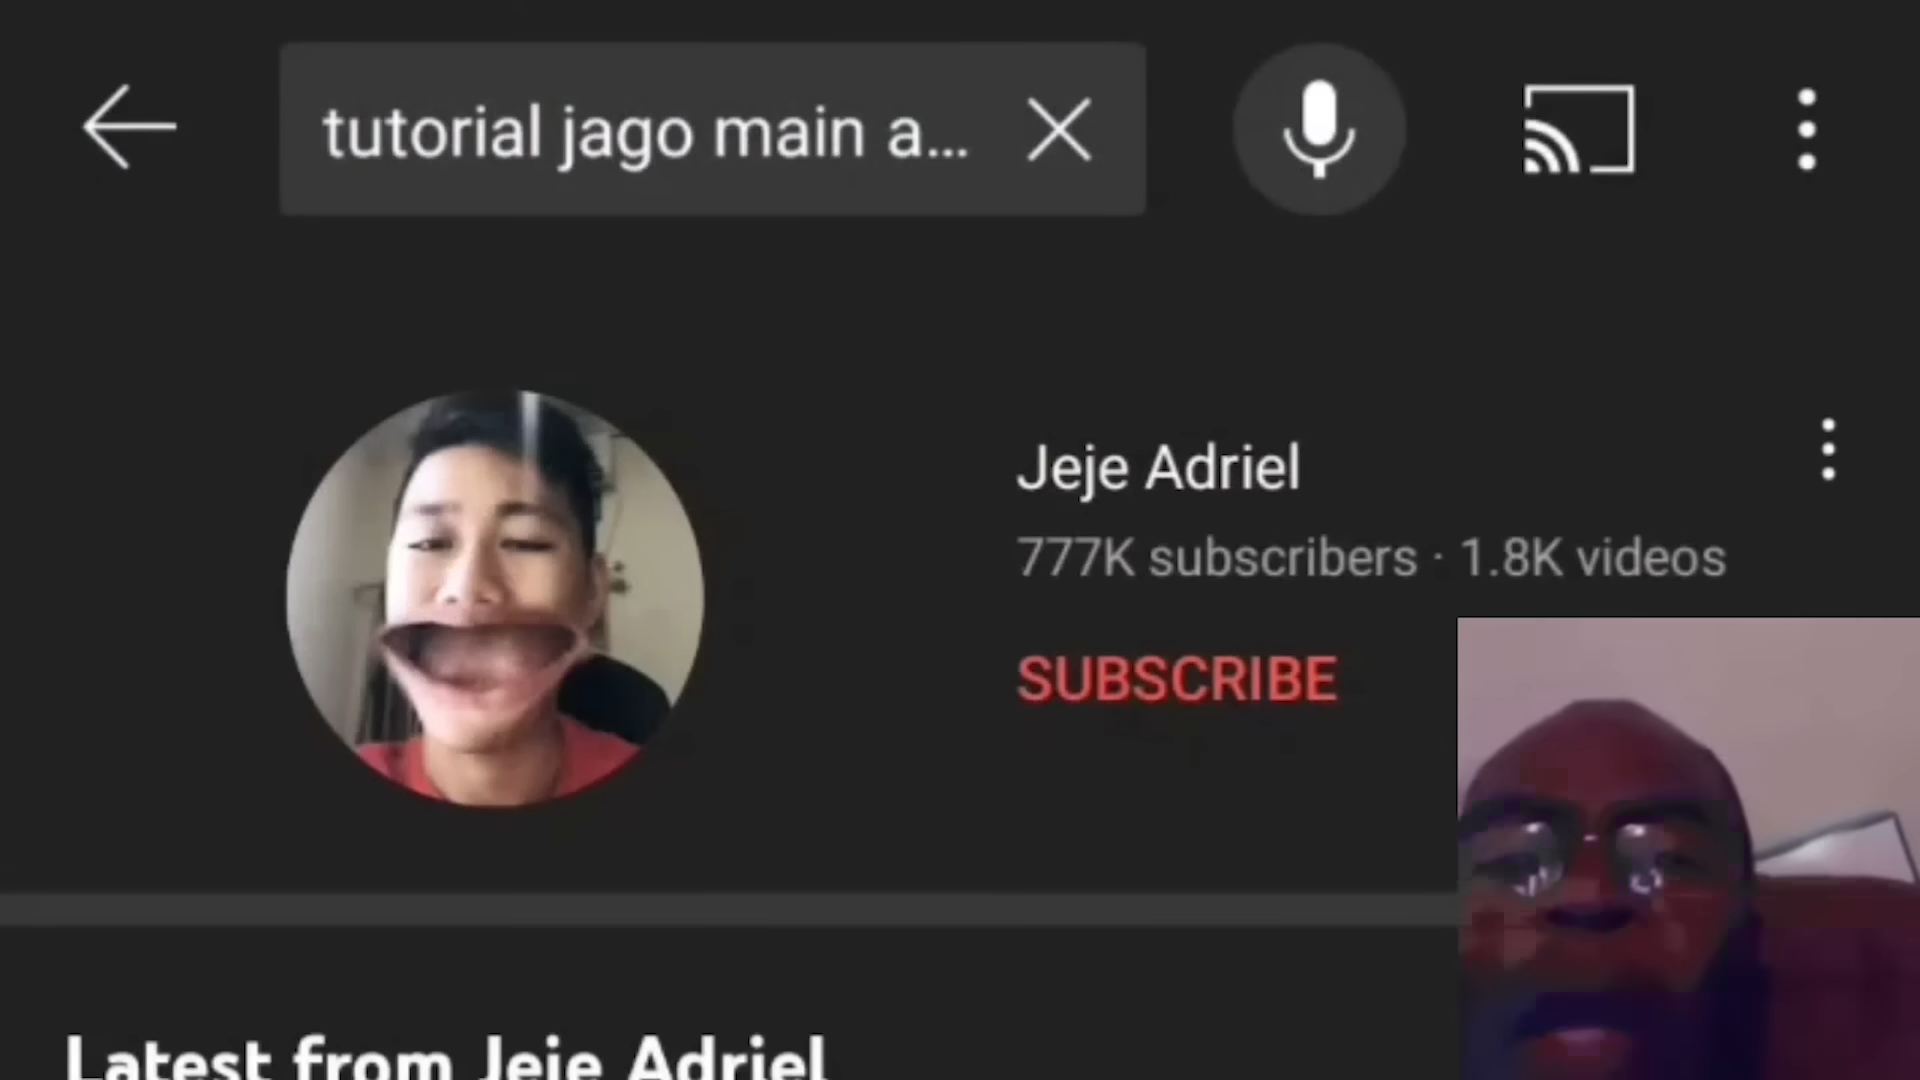 tutorial jago main a...
Jeje Adriel
777K subscribers · 1.8K videos
SUBSCRIBE
Latest from Jeje Adriel